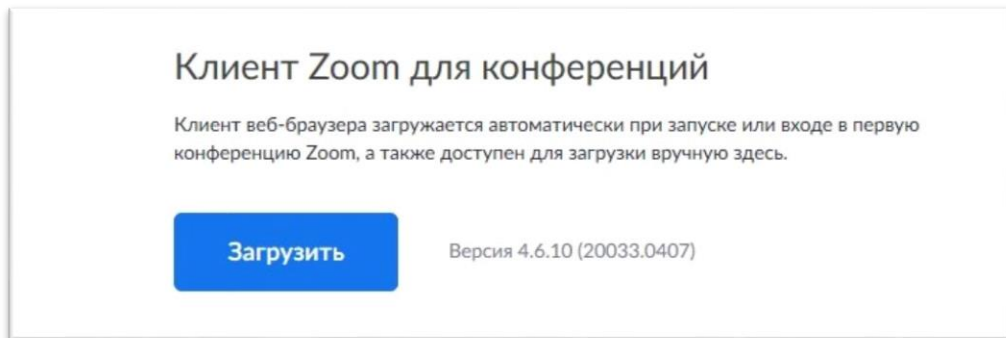 Клиент Zoom для конференций
Клиент веб-браузера загружается автоматически при запуске или входе в первую
конференцию Zoom, а также доступен для загрузки вручную здесь.
Загрузить
Версия 4.6.10 (20033.0407)